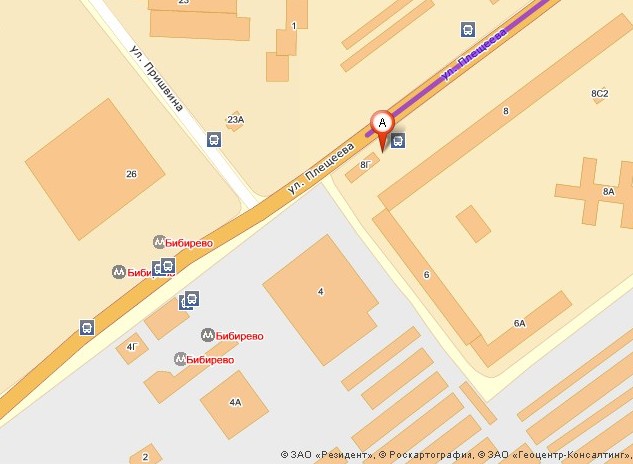 23
1
ул. Пришвина
ул. Плещеева
8
8С2
23А
А
ул. Плещеева
8Г
26
8А
Бибирево
Бибирево
6
4
Бибирево
Бибирево
6А
4Г
4А
2
© ЗАО «Резидент», © Роскартография, © ЗАО «Геоцентр-Консалтинг»,